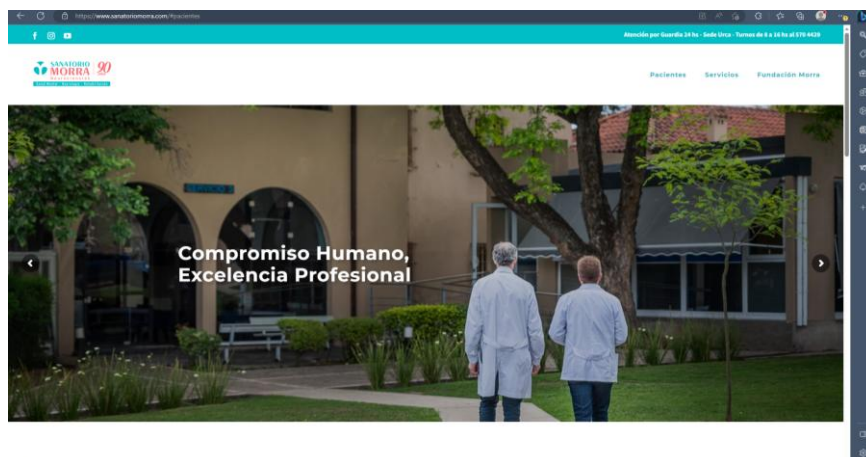 https://www.sanatoriomorra.com/#pacientes
Atención por Guardia 24 hs - Sede Urca - Turnos de 8 a 16 hs al 570 4420
SANATORIO
MORRA 90
Pacientes Servicios Fundación Morra
Compromiso Humano,
Excelencia Profesional